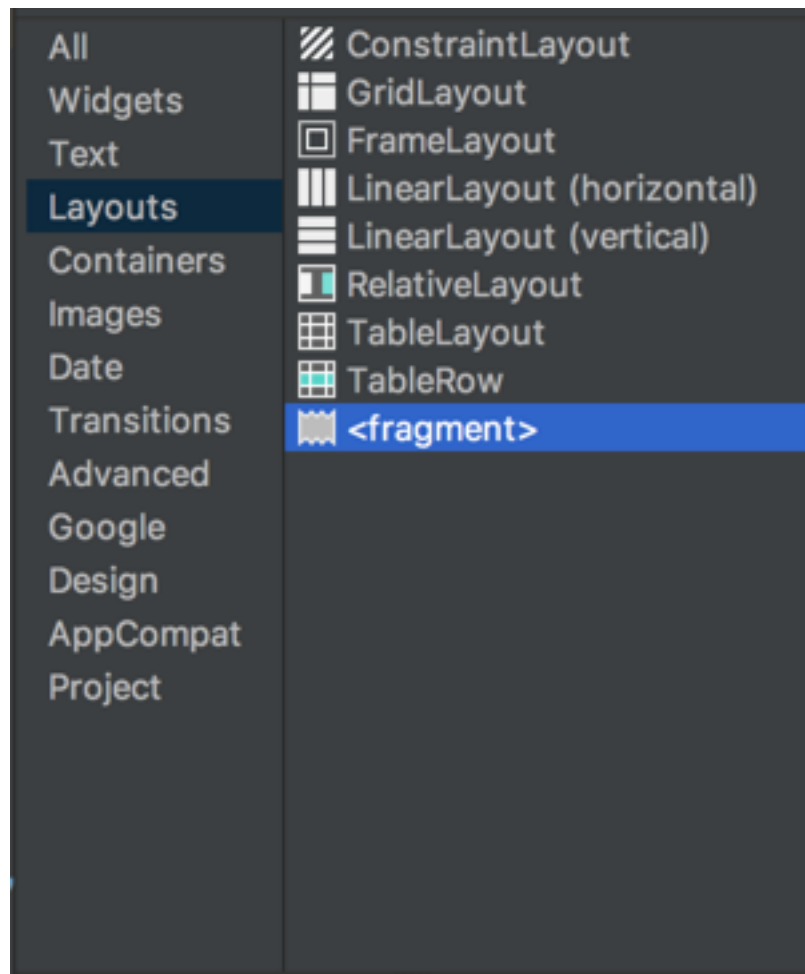 All
Widgets
Text
Layouts
Containers
Images
Date
Transitions
Advanced
Google
Design
AppCompat
Project
ConstraintLayout
GridLayout
FrameLayout
LinearLayout (horizontal)
LinearLayout (vertical)
RelativeLayout
TableLayout
TableRow
<fragment>